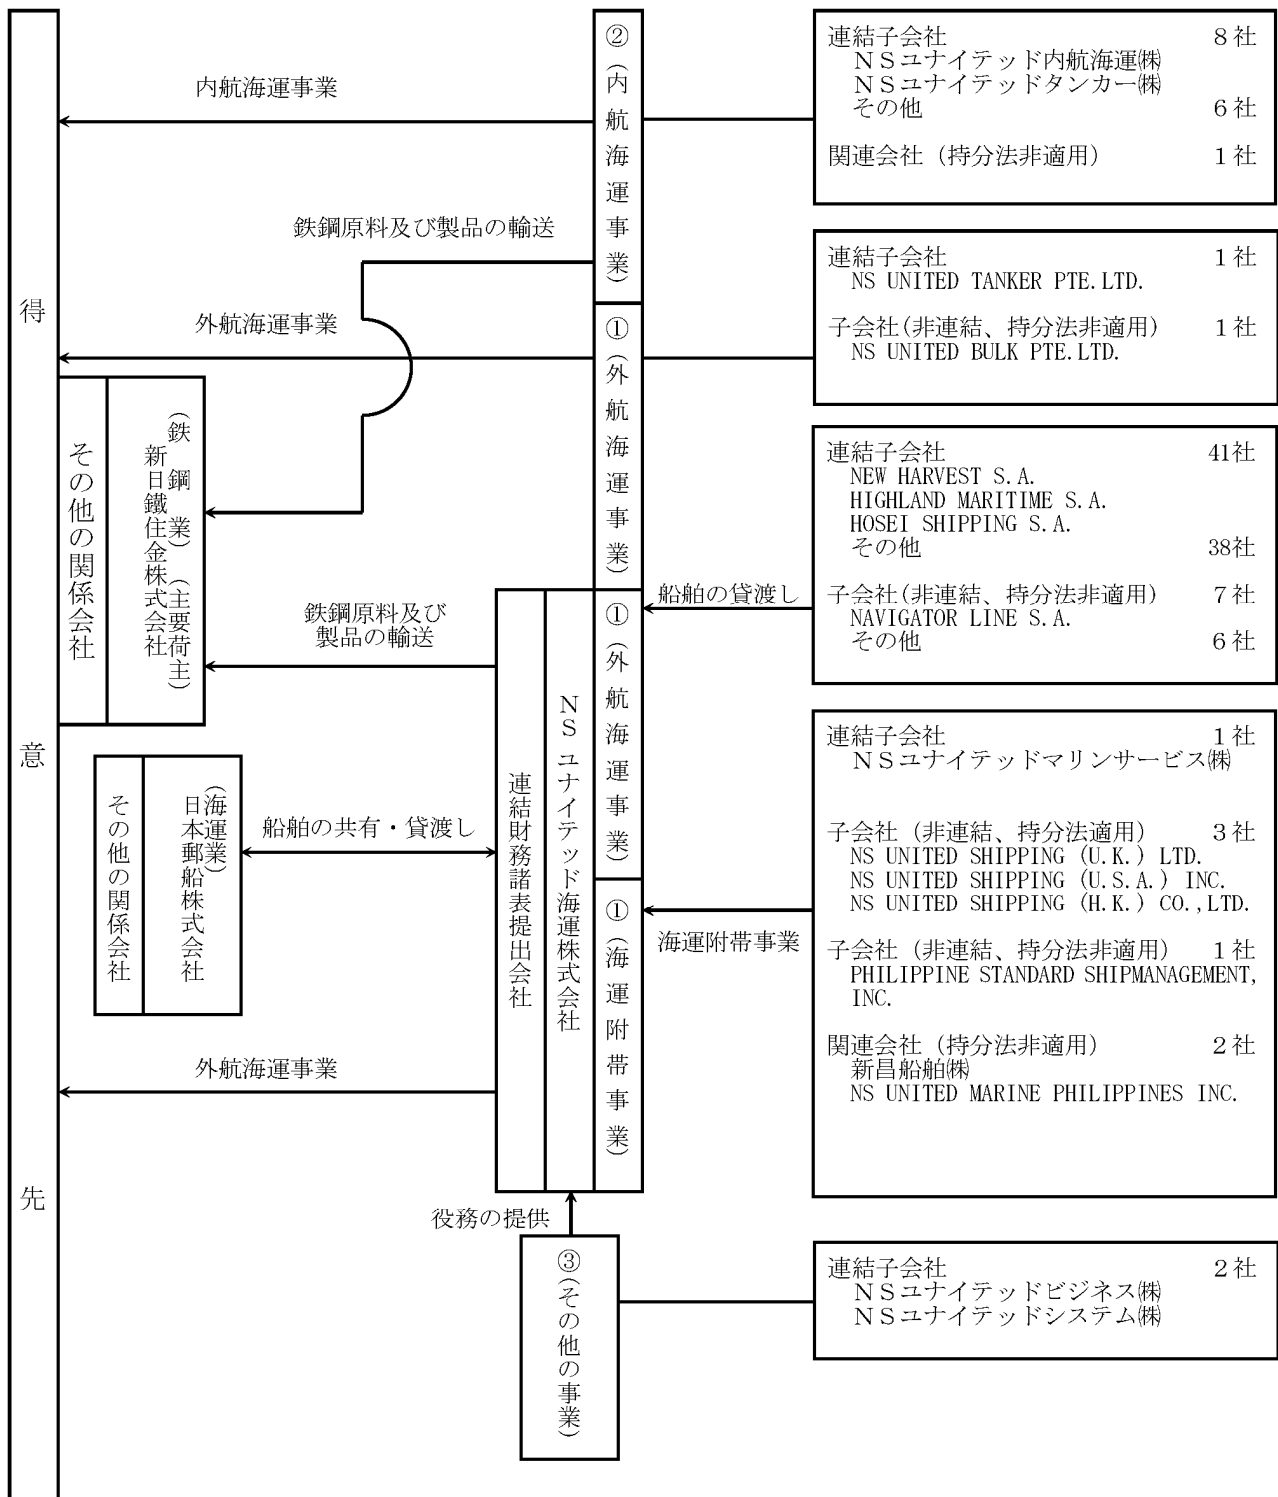 得意先
内航海運事業
鉄鋼原料及び製品の輸送
外航海運事業
(鉄鋼業)(主要荷主)
新日鐵住金株式会社
その他の関係会社
鉄鋼原料及び
製品の輸送
(海運業)
日本郵船株式会社
その他の関係会社
船舶の共有・貸渡し
外航海運事業
②(内航海運事業)
①(外航海運事業)
①(外航海運事業)
①(海運附帯事業)
NSユナイテッド海運株式会社
連結財務諸表提出会社
役務の提供
③(その他の事業)
船舶の貸渡し
海運附帯事業
連結子会社 8社
NSユナイテッド内航海運㈱
NSユナイテッドタンカー㈱
その他 6社
関連会社(持分法非適用) 1社
連結子会社 1社
NS UNITED TANKER PTE.LTD.
子会社(非連結、持分法非適用) 1社
NS UNITED BULK PTE.LTD.
連結子会社 41社
NEW HARVEST S.A.
HIGHLAND MARITIME S.A.
HOSEI SHIPPING S.A.
その他 38社
子会社(非連結、持分法非適用) 7社
NAVIGATOR LINE S.A.
その他 6社
連結子会社 1社
NSユナイテッドマリンサービス㈱
子会社(非連結、持分法適用) 3社
NS UNITED SHIPPING (U.K.) LTD.
NS UNITED SHIPPING (U.S.A.) INC.
NS UNITED SHIPPING (H.K.) CO.,LTD.
子会社(非連結、持分法非適用) 1社
PHILIPPINE STANDARD SHIPMANAGEMENT,
INC.
関連会社(持分法非適用) 2社
新昌船舶㈱
NS UNITED MARINE PHILIPPINES INC.
連結子会社 2社
NSユナイテッドビジネス㈱
NSユナイテッドシステム㈱